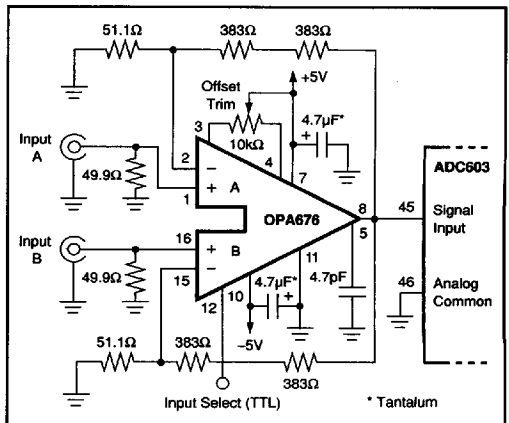 51.1Ω 383Ω 383Ω
+5V
Offset
Trim
3
4.7µF*
+
10kΩ
4
Input
A
2
7
ADC603
49.9Ω
−
+ A
1
8 45 Signal
Input
OPA676
5
Input
B
16
+ B
11
−
15
49.9Ω
4.7µF*
+
4.7pF
46 Analog
Common
10
12
−5V
51.1Ω 383Ω
383Ω
Input Select (TTL)
* Tantalum